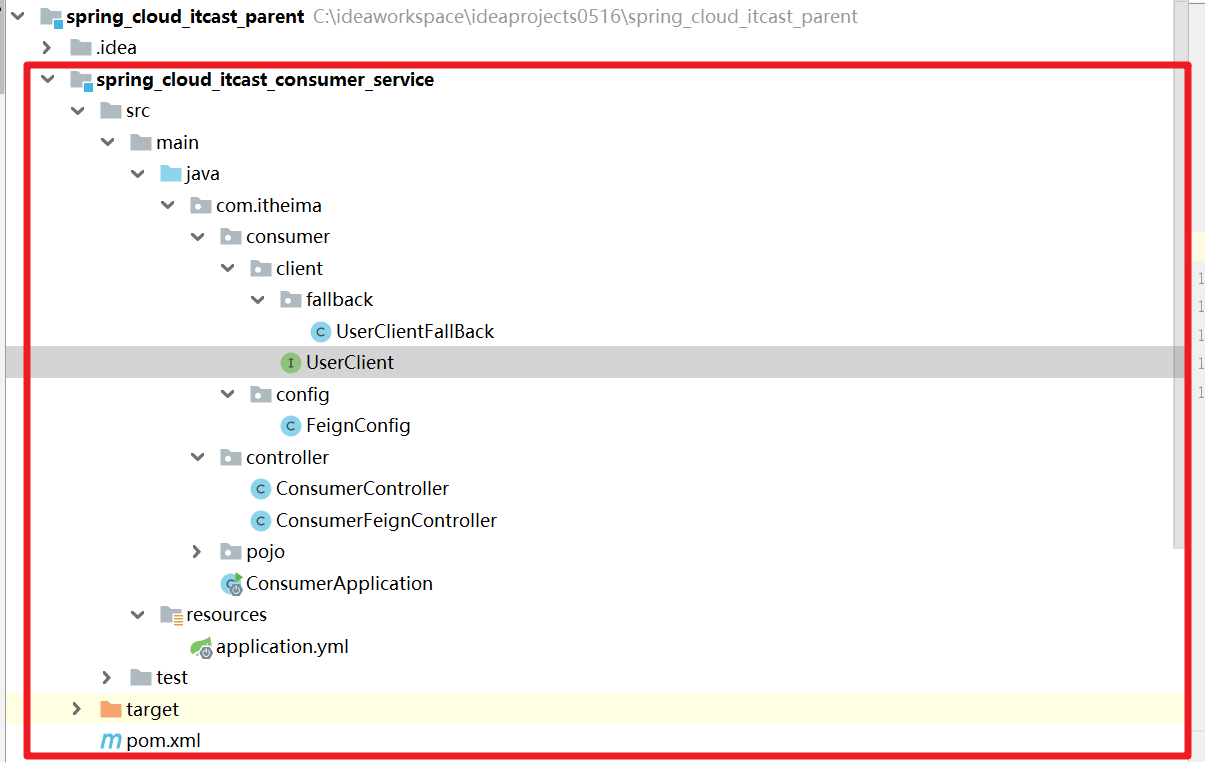 spring_cloud_itcast_parent C:\ideaworkspace\ideaprojects0516\spring_cloud_itcast_parent
.idea
spring_cloud_itcast_consumer_service
src
main
java
com.itheima
consumer
client
fallback
C UserClientFallBack
I UserClient
config
C FeignConfig
controller
C ConsumerController
C ConsumerFeignController
pojo
C ConsumerApplication
resources
application.yml
test
target
m pom.xml